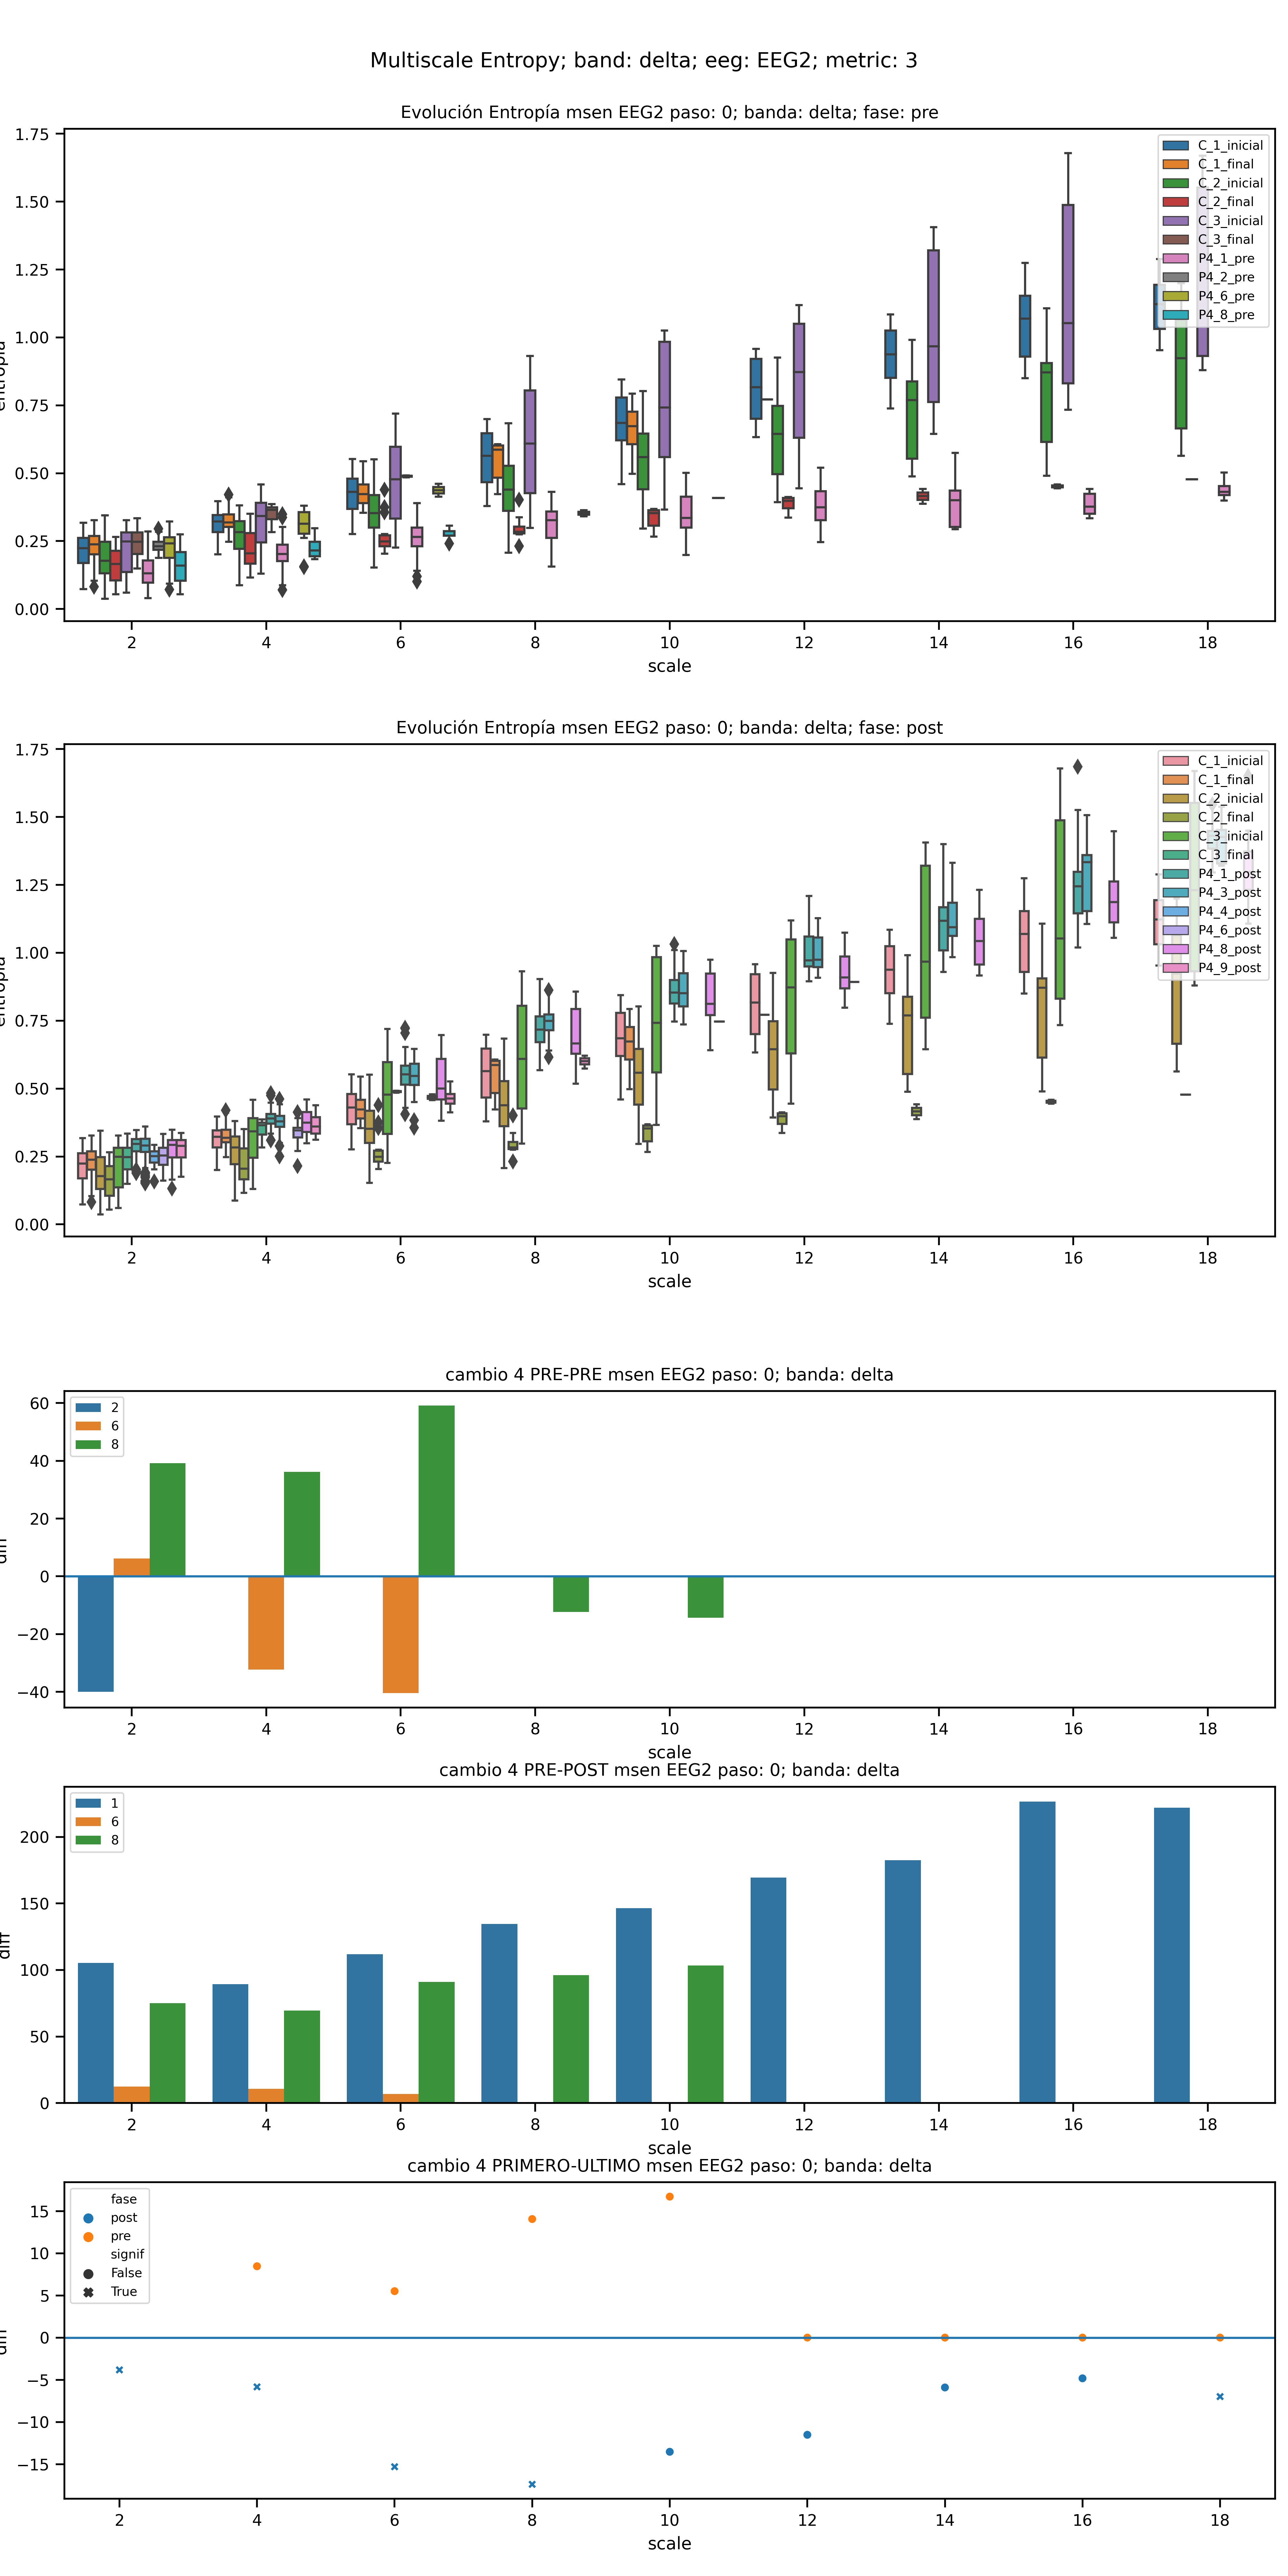 Multiscale Entropy; band: delta; eeg: EEG2; metric: 3
Evolución Entropía msen EEG2 paso: 0; banda: delta; fase: pre
1.75
1.50
1.25
1.00
0.75
0.50
0.25
0.00
C_1_inicial
C_1_final
C_2_inicial
C_2_final
C_3_inicial
C_3_final
P4_1_pre
P4_2_pre
P4_6_pre
P4_8_pre
2 4 6 8 10 12 14 16 18
scale
Evolución Entropía msen EEG2 paso: 0; banda: delta; fase: post
1.75
1.50
1.25
1.00
0.75
0.50
0.25
0.00
C_1_inicial
C_1_final
C_2_inicial
C_2_final
C_3_inicial
C_3_final
P4_1_post
P4_3_post
P4_4_post
P4_6_post
P4_8_post
P4_9_post
2 4 6 8 10 12 14 16 18
scale
cambio 4 PRE-PRE msen EEG2 paso: 0; banda: delta
60
40
20
0
−20
−40
2
6
8
2 4 6 8 10 12 14 16 18
scale
cambio 4 PRE-POST msen EEG2 paso: 0; banda: delta
diff
200
150
100
50
0
1
6
8
2 4 6 8 10 12 14 16 18
scale
cambio 4 PRIMERO-ULTIMO msen EEG2 paso: 0; banda: delta
15
10
5
0
−5
−10
−15
fase
post
pre
signif
False
True
2 4 6 8 10 12 14 16 18
scale